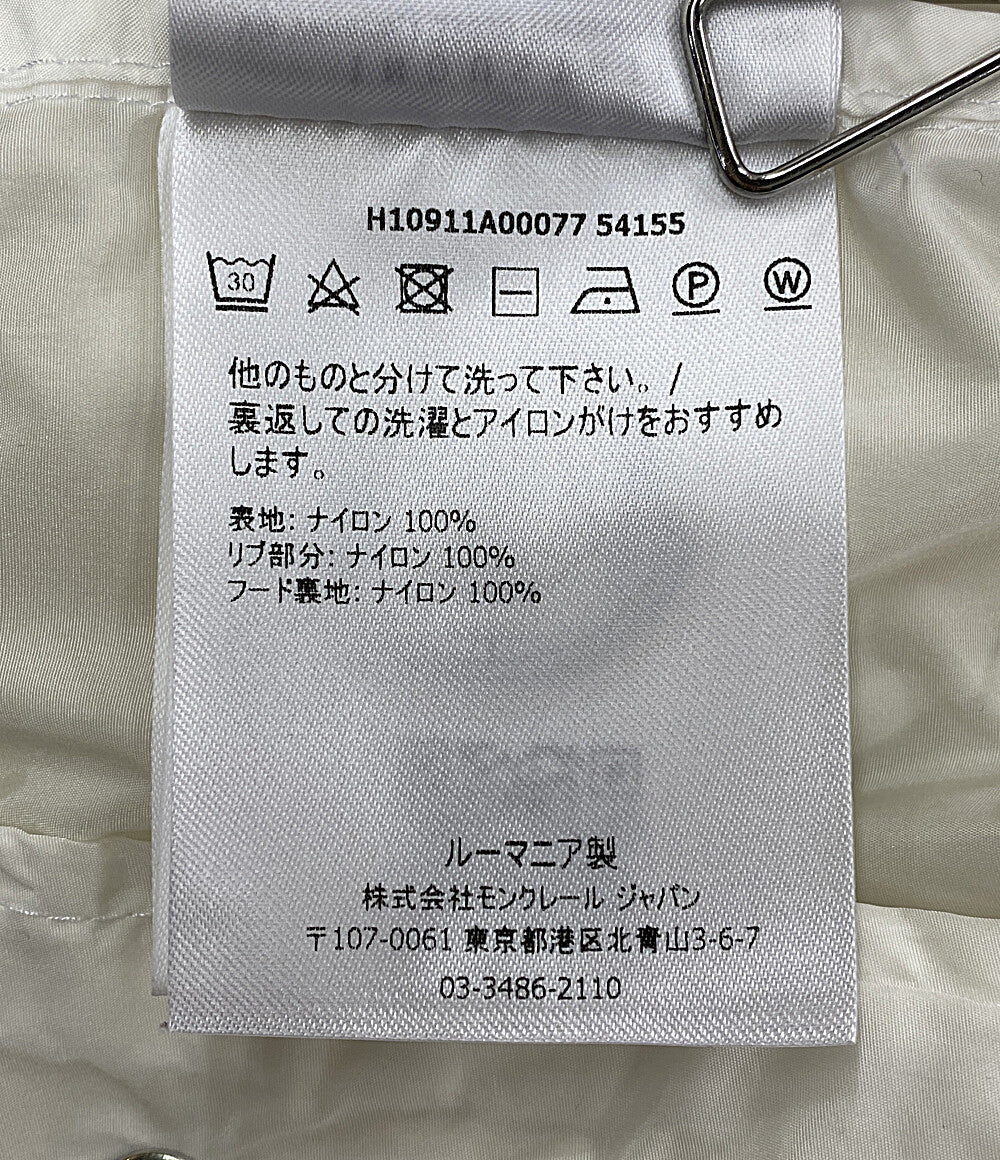 H10911A00077 54155
30 P W
他のものと分けて洗って下さい。/
裏返しての洗濯とアイロンがけをおすすめ
します。
表地: ナイロン 100%
リブ部分: ナイロン 100%
フード裏地: ナイロン 100%
ルーマニア製
株式会社モンクレール ジャパン
〒107-0061 東京都港区北青山3-6-7
03-3486-2110